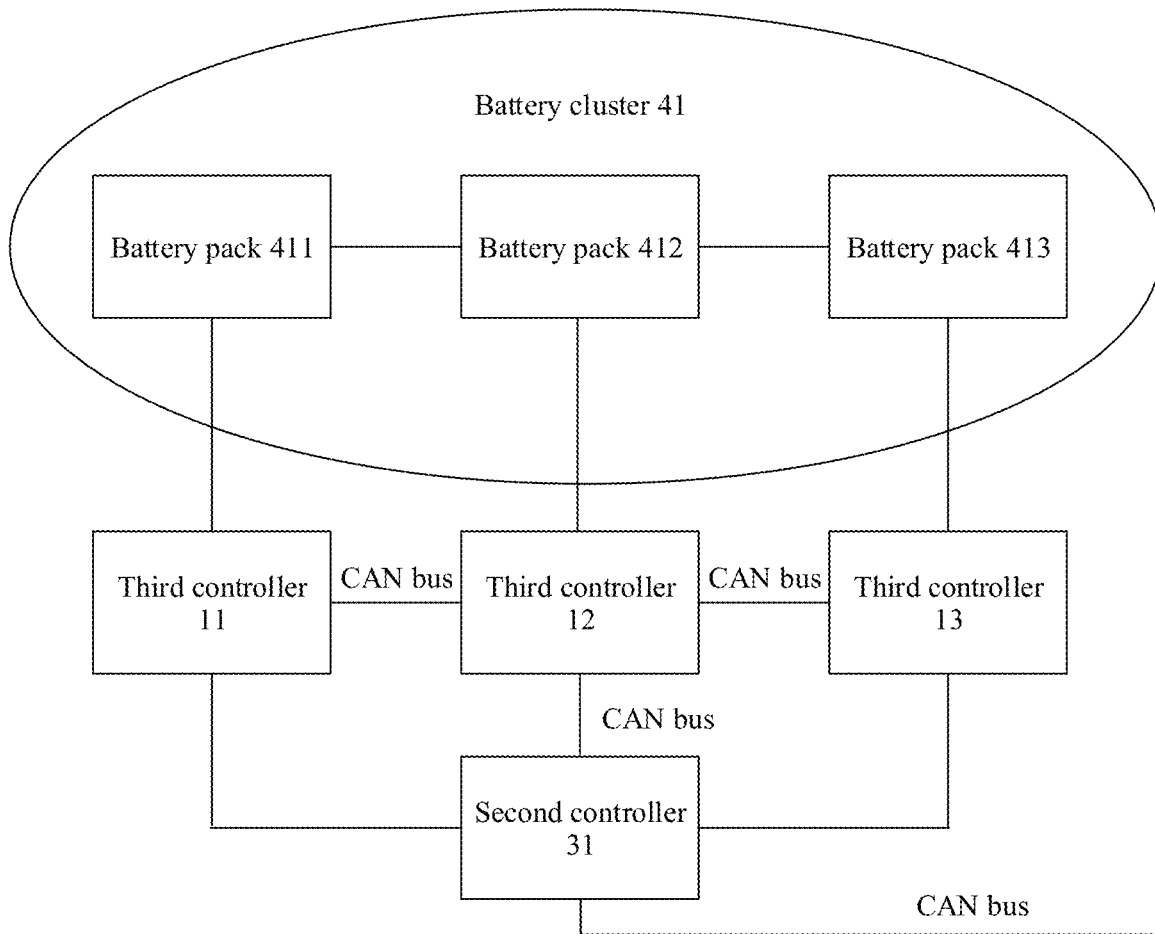 Battery cluster 41
Battery pack 411
Battery pack 412
Battery pack 413
CAN bus
CAN bus
Third controller
11
Third controller
12
Third controller
13
CAN bus
Second controller
31
CAN bus